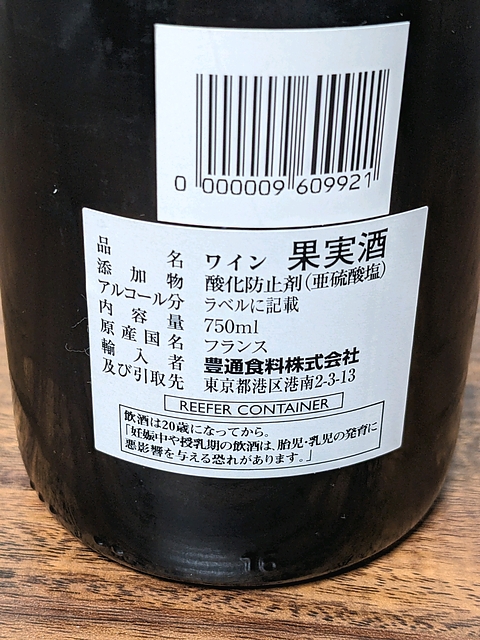 0 000009 609921
品名 ワイン 果実酒
添加物 酸化防止剤(亜硫酸塩)
アルコール分 ラベルに記載
内容量 750ml
原産国名 フランス
輸入者 豊通食料株式会社
及び引取先 東京都港区港南2-3-13
REEFER CONTAINER
飲酒は20歳になってから。
「妊娠中や授乳期の飲酒は、胎児・乳児の発育に
悪影響を与える恐れがあります。」
16